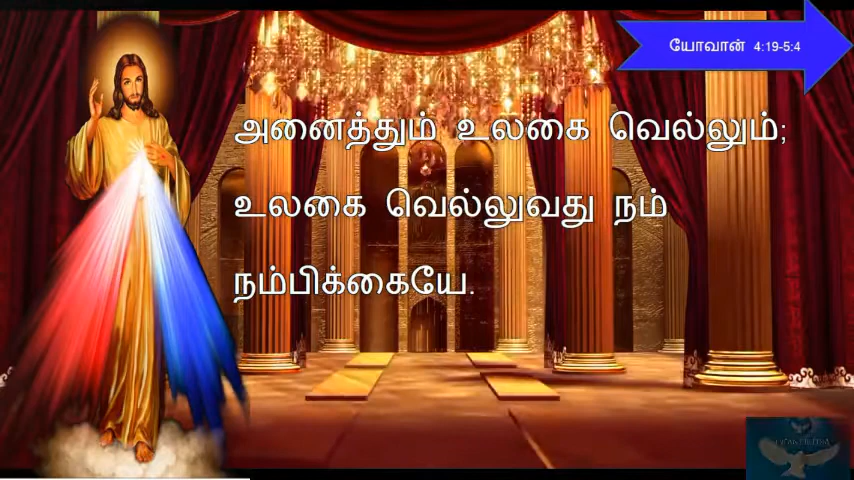 யோவான் 4:19-5:4
அனைத்தும் உலகை வெல்லும்;
உலகை வெல்லுவது நம்
நம்பிக்கையே.